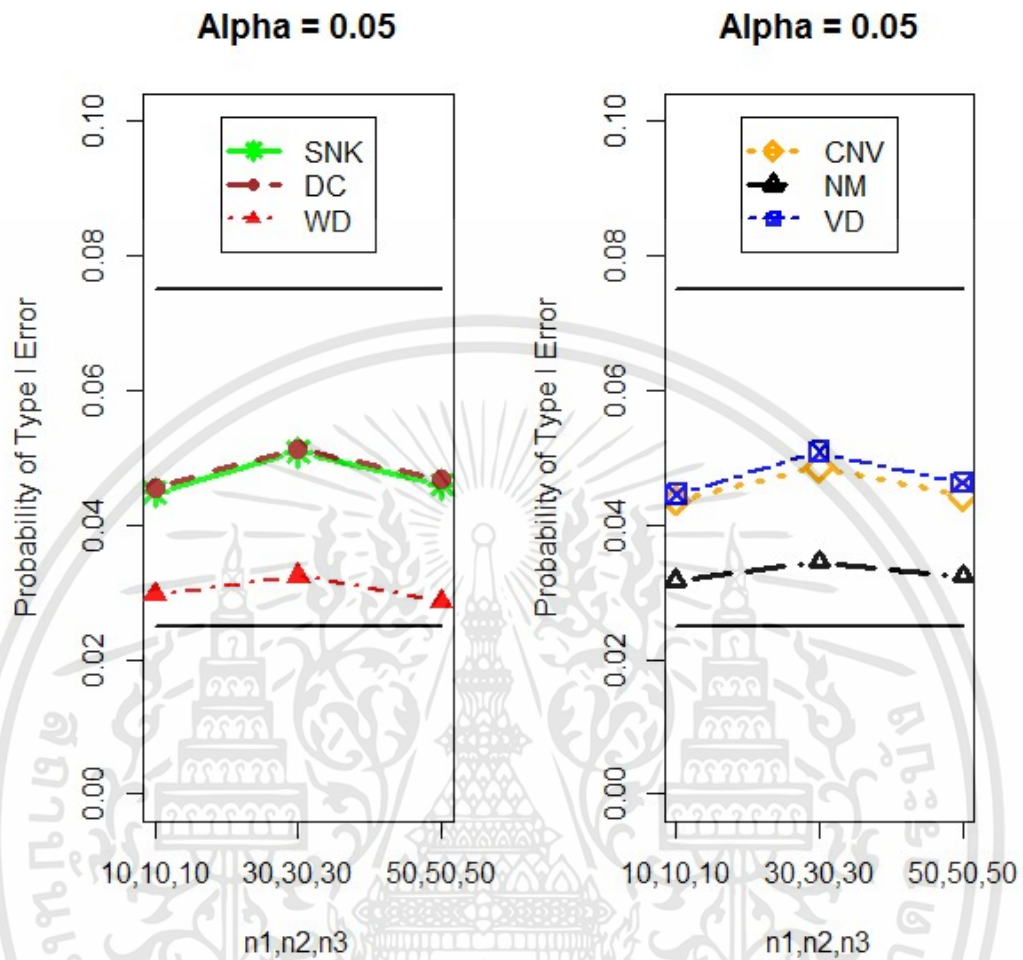 Alpha = 0.05
SNK
DC
WD
Probability of Type I Error
0.10
0.08
0.06
0.04
0.02
0.00
10,10,10 30,30,30 50,50,50
n1,n2,n3
Alpha = 0.05
CNV
NM
VD
Probability of Type I Error
0.10
0.08
0.06
0.04
0.02
0.00
10,10,10 30,30,30 50,50,50
n1,n2,n3